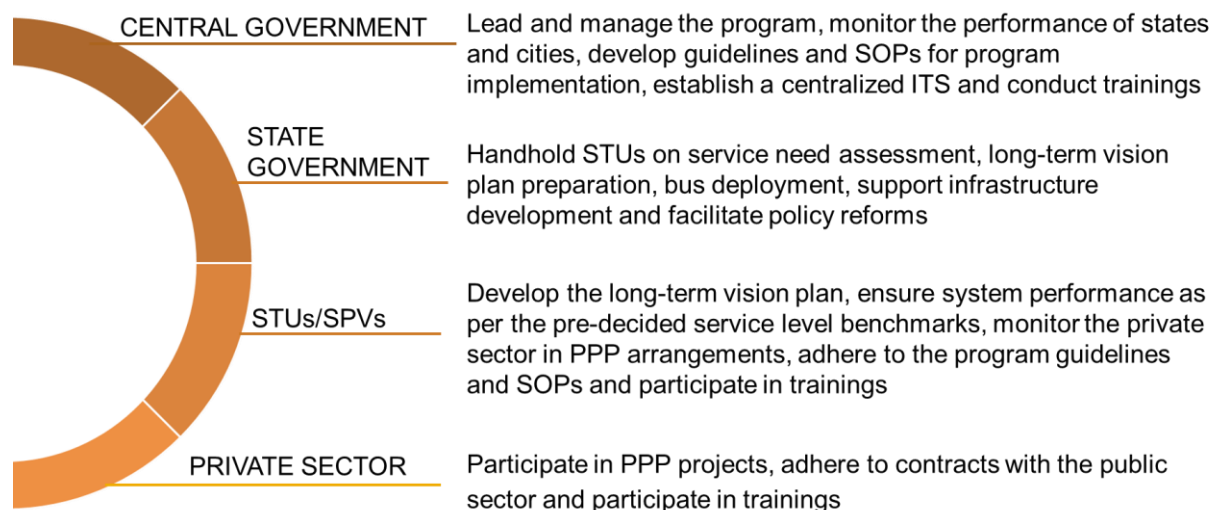 CENTRAL GOVERNMENT
Lead and manage the program, monitor the performance of states
and cities, develop guidelines and SOPs for program
implementation, establish a centralized ITS and conduct trainings
STATE
GOVERNMENT
Handhold STUs on service need assessment, long-term vision
plan preparation, bus deployment, support infrastructure
development and facilitate policy reforms
STUs/SPVs
Develop the long-term vision plan, ensure system performance as
per the pre-decided service level benchmarks, monitor the private
sector in PPP arrangements, adhere to the program guidelines
and SOPs and participate in trainings
PRIVATE SECTOR
Participate in PPP projects, adhere to contracts with the public
sector and participate in trainings